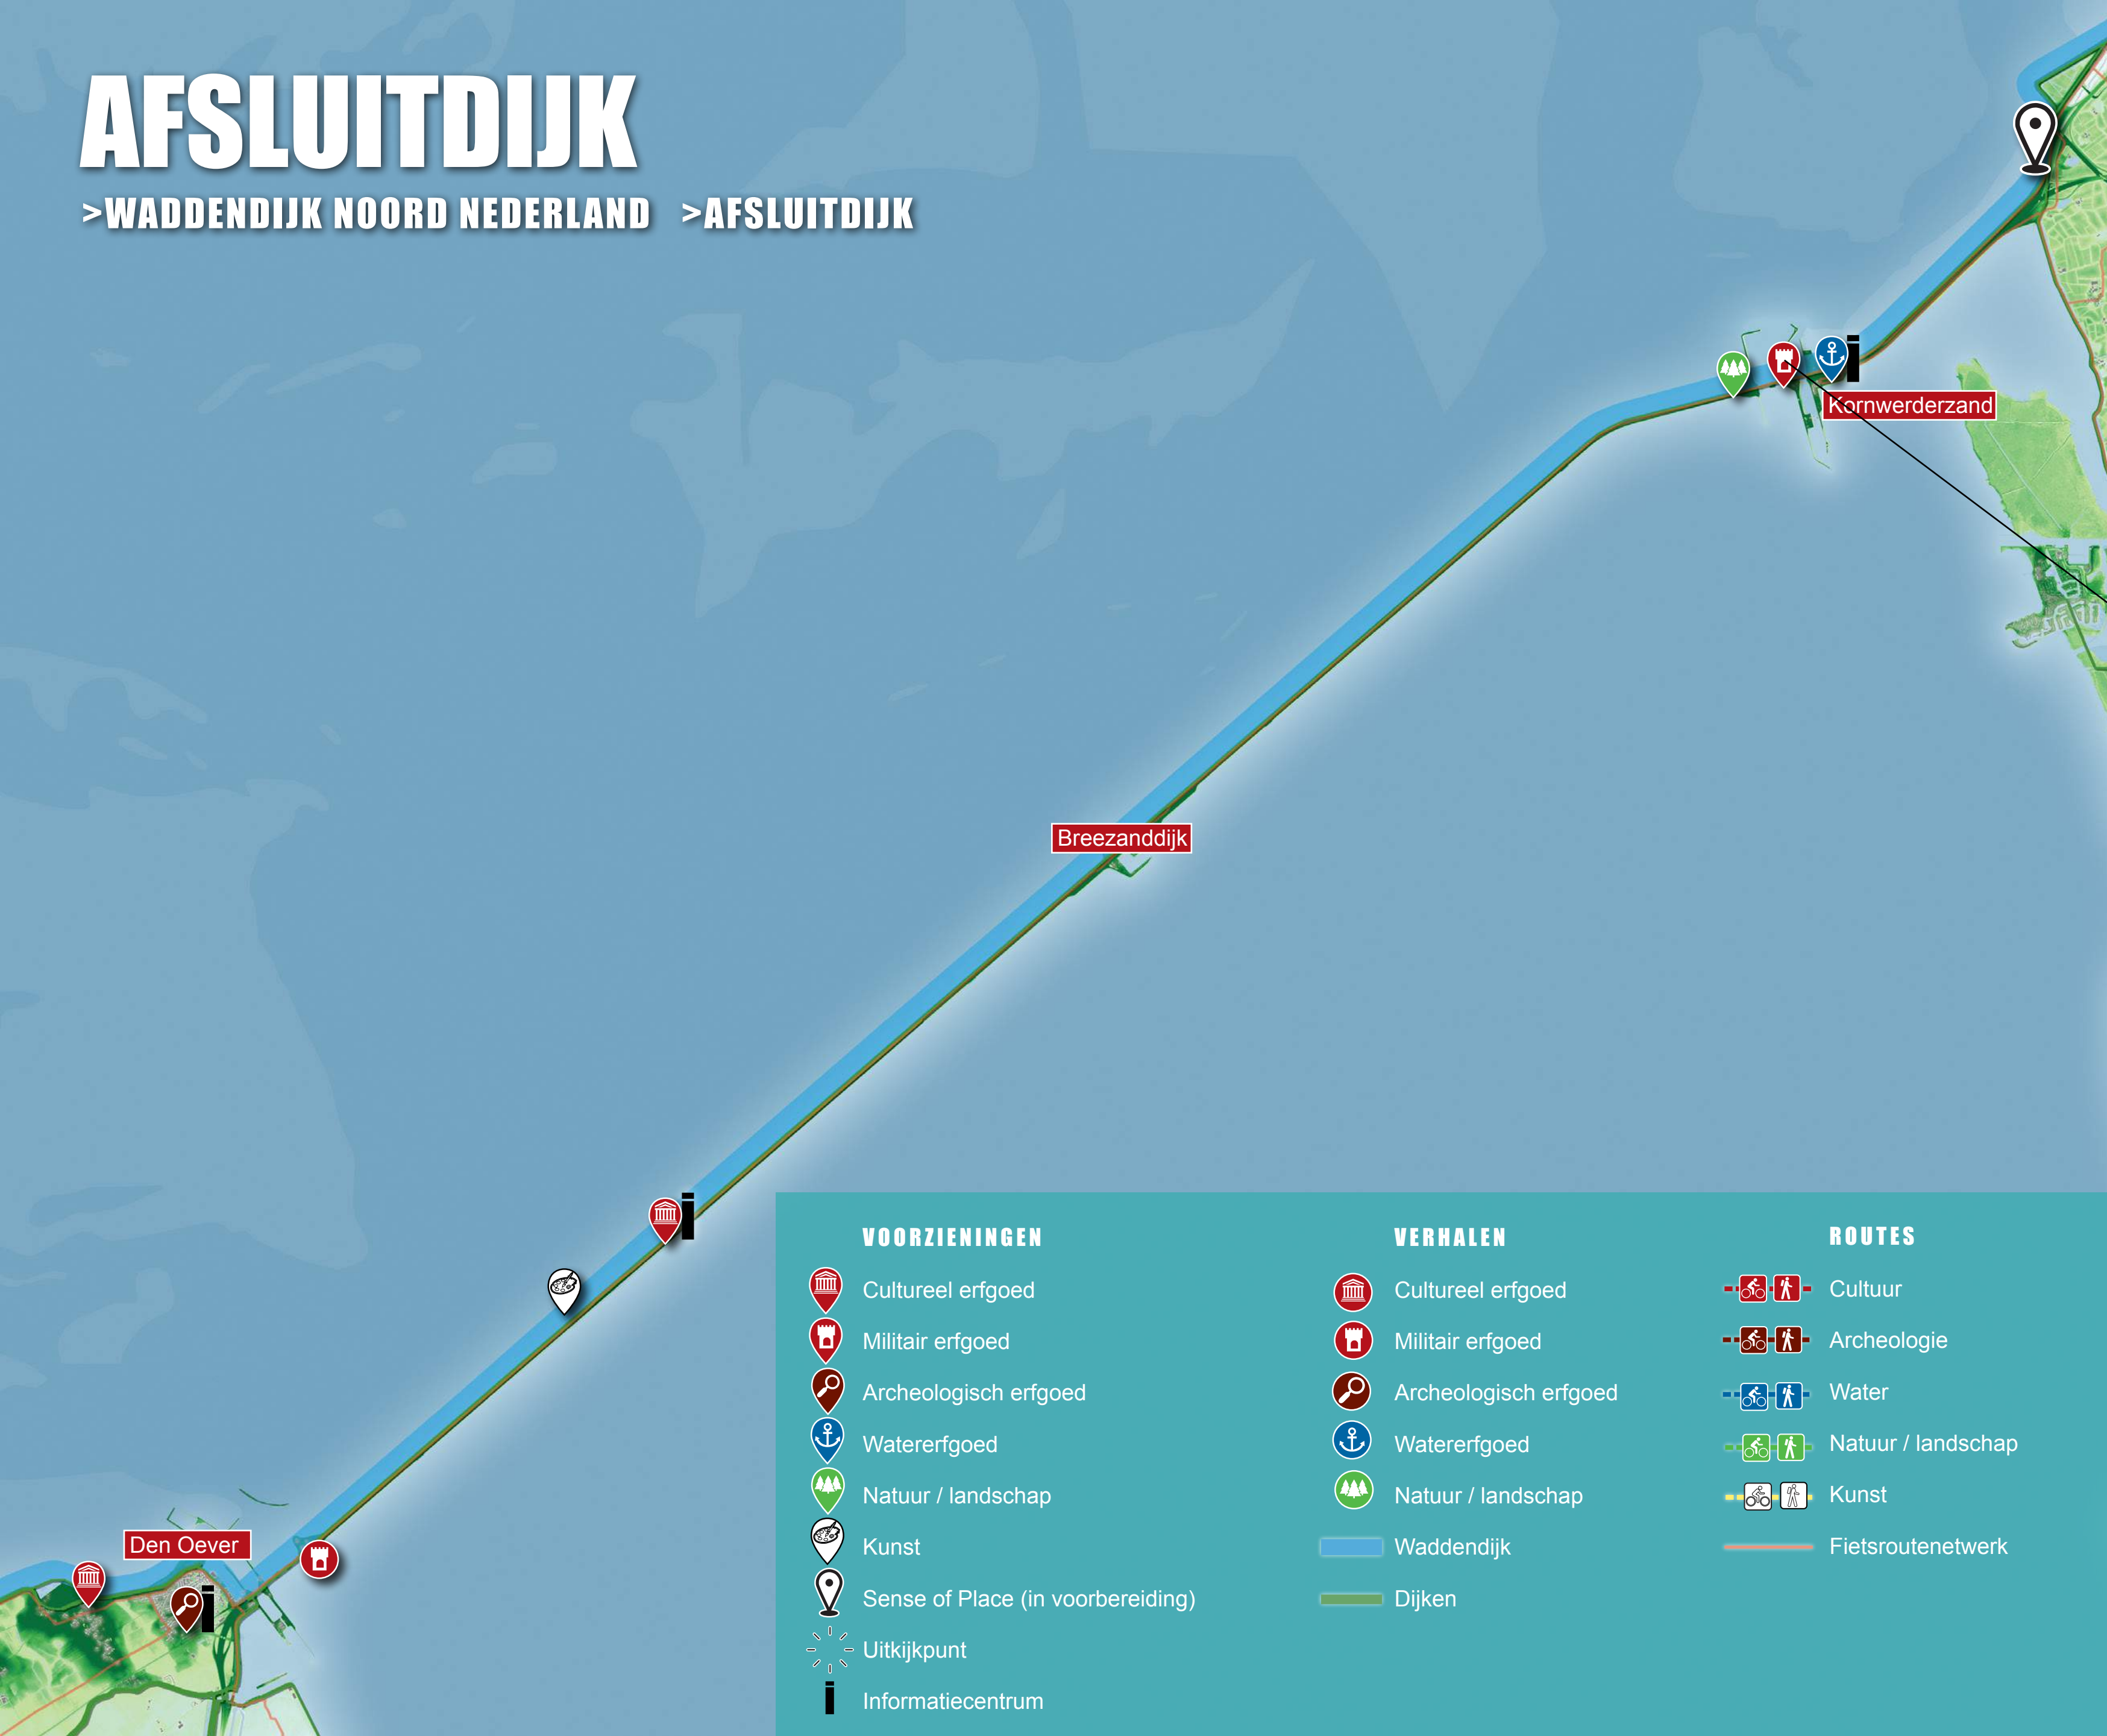 AFSLUITDIJK
>WADDENDIJK NOORD NEDERLAND >AFSLUITDIJK
Kornwerderzand
Breezanddijk
Den Oever
VOORZIENINGEN
Cultureel erfgoed
Militair erfgoed
Archeologisch erfgoed
Watererfgoed
Natuur / landschap
Kunst
Sense of Place (in voorbereiding)
Uitkijkpunt
Informatiecentrum
VERHALEN
Cultureel erfgoed
Militair erfgoed
Archeologisch erfgoed
Watererfgoed
Natuur / landschap
Waddendijk
Dijken
ROUTES
Cultuur
Archeologie
Water
Natuur / landschap
Kunst
Fietsroutenetwerk